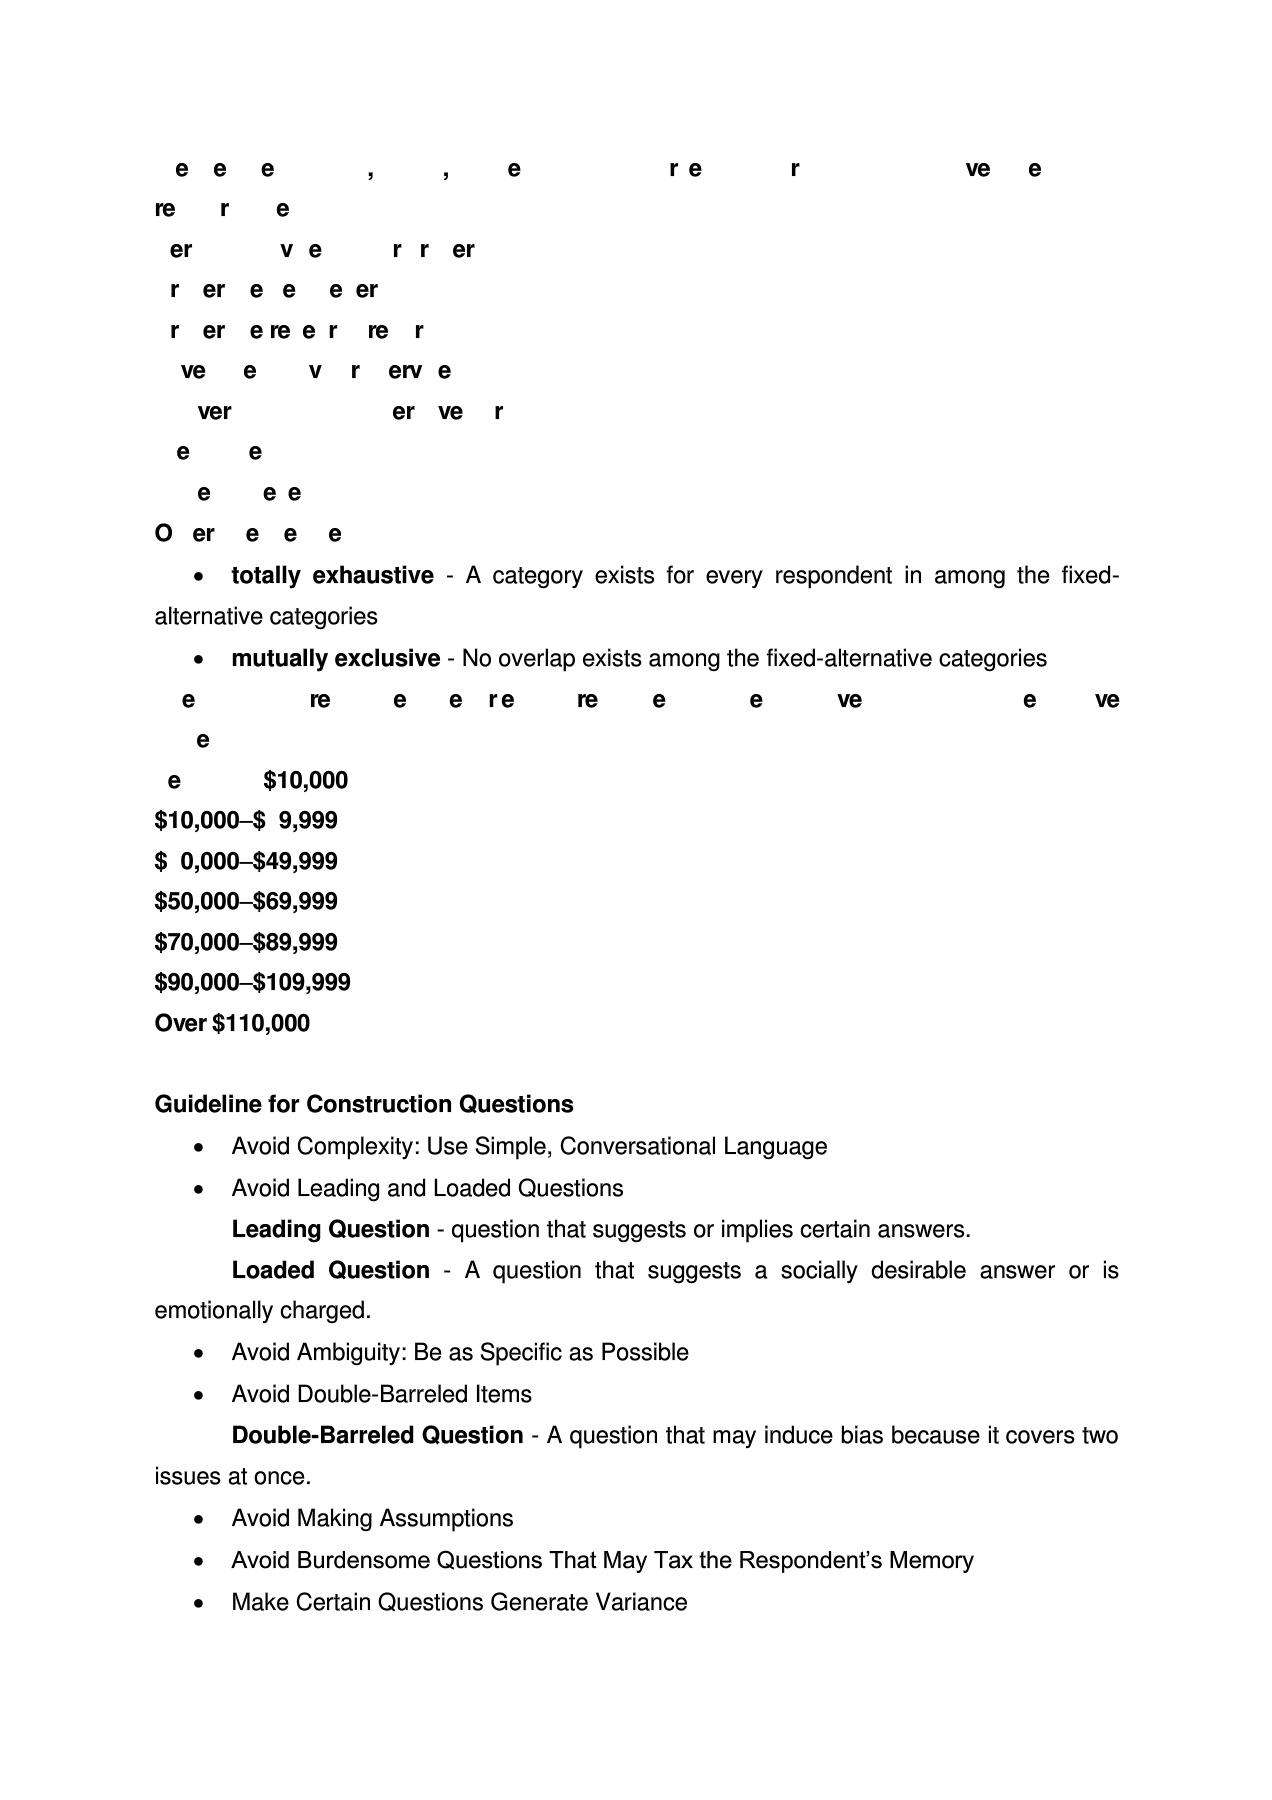 e e e , , e r e r ve e
re r e
er v e r r er
r er e e e er
r er e re e r re r
ve e v r erv e
ver er ve r
e e
e e e
O er e e e
• totally exhaustive - A category exists for every respondent in among the fixed-
alternative categories
• mutually exclusive - No overlap exists among the fixed-alternative categories
e re e e r e re e e ve e ve
e
e $10,000
$10,000–$ 9,999
$ 0,000–$49,999
$50,000–$69,999
$70,000–$89,999
$90,000–$109,999
Over $110,000
Guideline for Construction Questions
• Avoid Complexity: Use Simple, Conversational Language
• Avoid Leading and Loaded Questions
Leading Question - question that suggests or implies certain answers.
Loaded Question - A question that suggests a socially desirable answer or is
emotionally charged.
• Avoid Ambiguity: Be as Specific as Possible
• Avoid Double-Barreled Items
Double-Barreled Question - A question that may induce bias because it covers two
issues at once.
• Avoid Making Assumptions
• Avoid Burdensome Questions That May Tax the Respondent’s Memory
• Make Certain Questions Generate Variance